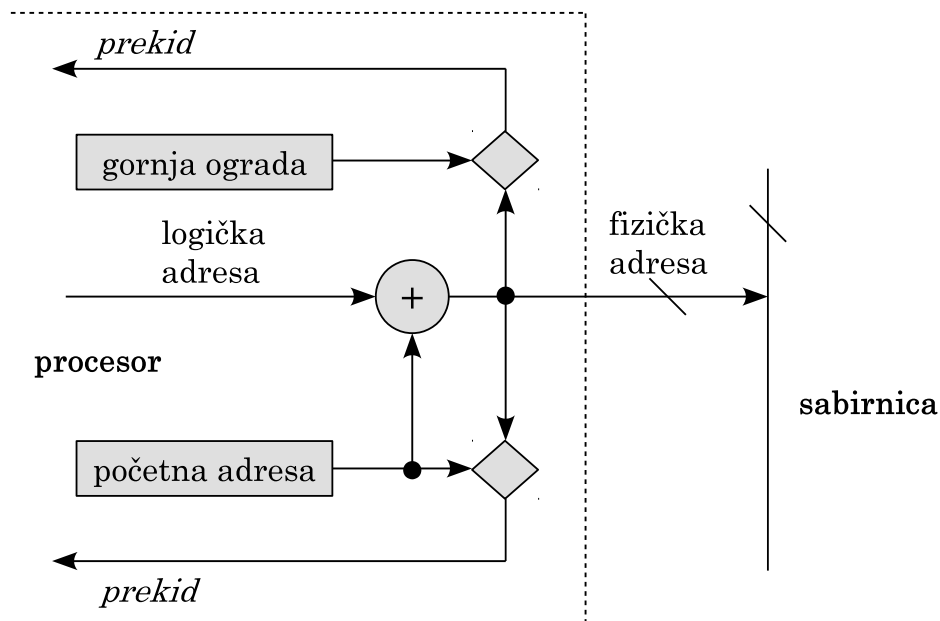 prekid
gornja ograda
logička
adresa
fizička
adresa
+
procesor
sabirnica
početna adresa
prekid